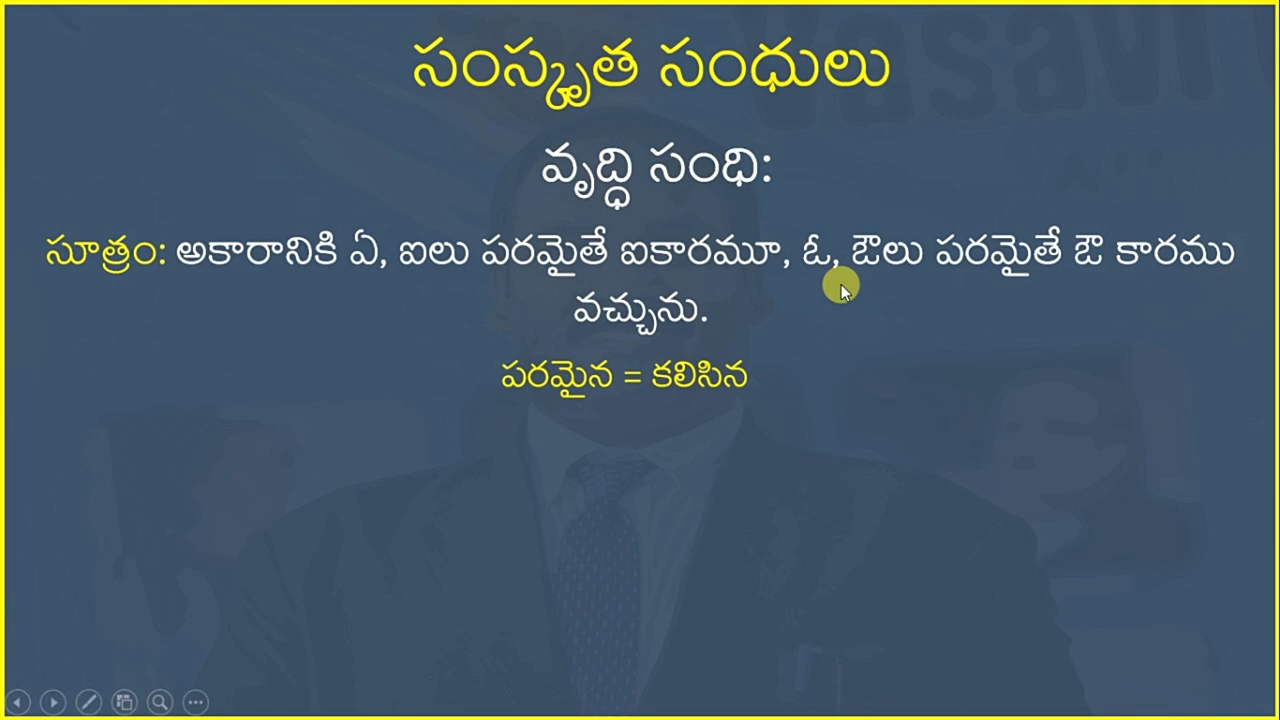 సంస్కృత సంధులు
వృద్ధి సంధి:
సూత్రం: అకారానికి ఏ, ఐలు పరమైతే ఐకారమూ, ఓ, ఔలు పరమైతే ఔ కారము
వచ్చును.
పరమైన = కలిసిన